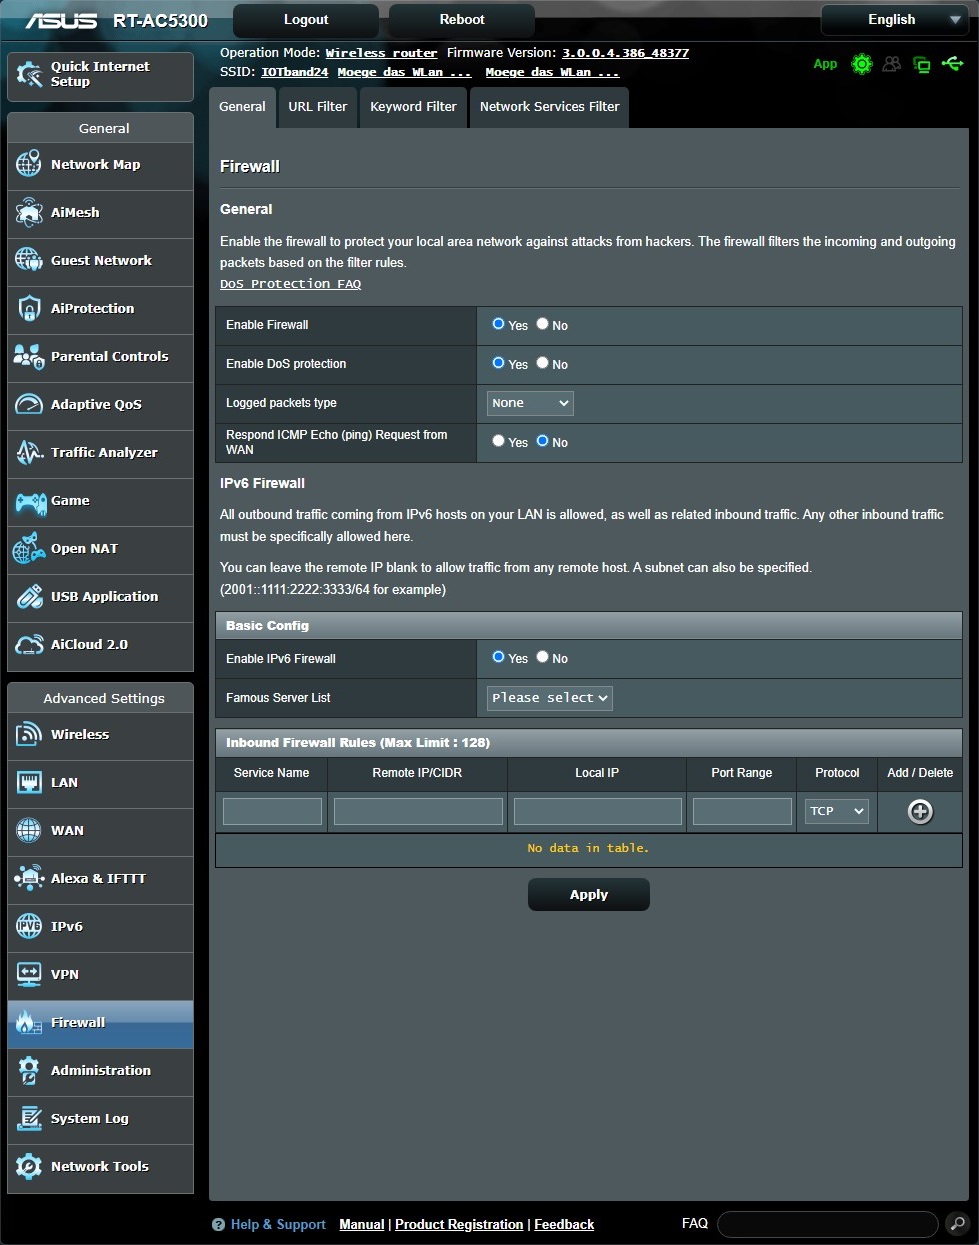 ASUS RT-AC5300 Logout Reboot English
Operation Mode: Wireless router Firmware Version: 3.0.0.4.386_48377
SSID: IOTband24 Moege das WLan ... Moege das WLan ...
App
Quick Internet
Setup
General
Network Map
AiMesh
Guest Network
AiProtection
Parental Controls
Adaptive QoS
Traffic Analyzer
Game
Open NAT
USB Application
AiCloud 2.0
Advanced Settings
Wireless
LAN
WAN
Alexa & IFTTT
IPv6
VPN
Firewall
Administration
System Log
Network Tools
General URL Filter Keyword Filter Network Services Filter
Firewall
General
Enable the firewall to protect your local area network against attacks from hackers. The firewall filters the incoming and outgoing
packets based on the filter rules.
DoS Protection FAQ
Enable Firewall Yes No
Enable DoS protection Yes No
Logged packets type None
Respond ICMP Echo (ping) Request from
WAN Yes No
IPv6 Firewall
All outbound traffic coming from IPv6 hosts on your LAN is allowed, as well as related inbound traffic. Any other inbound traffic
must be specifically allowed here.
You can leave the remote IP blank to allow traffic from any remote host. A subnet can also be specified.
(2001::1111:2222:3333/64 for example)
Basic Config
Enable IPv6 Firewall Yes No
Famous Server List Please select
Inbound Firewall Rules (Max Limit : 128)
Service Name Remote IP/CIDR Local IP Port Range Protocol Add / Delete
TCP
No data in table.
Apply
? Help & Support Manual | Product Registration | Feedback FAQ